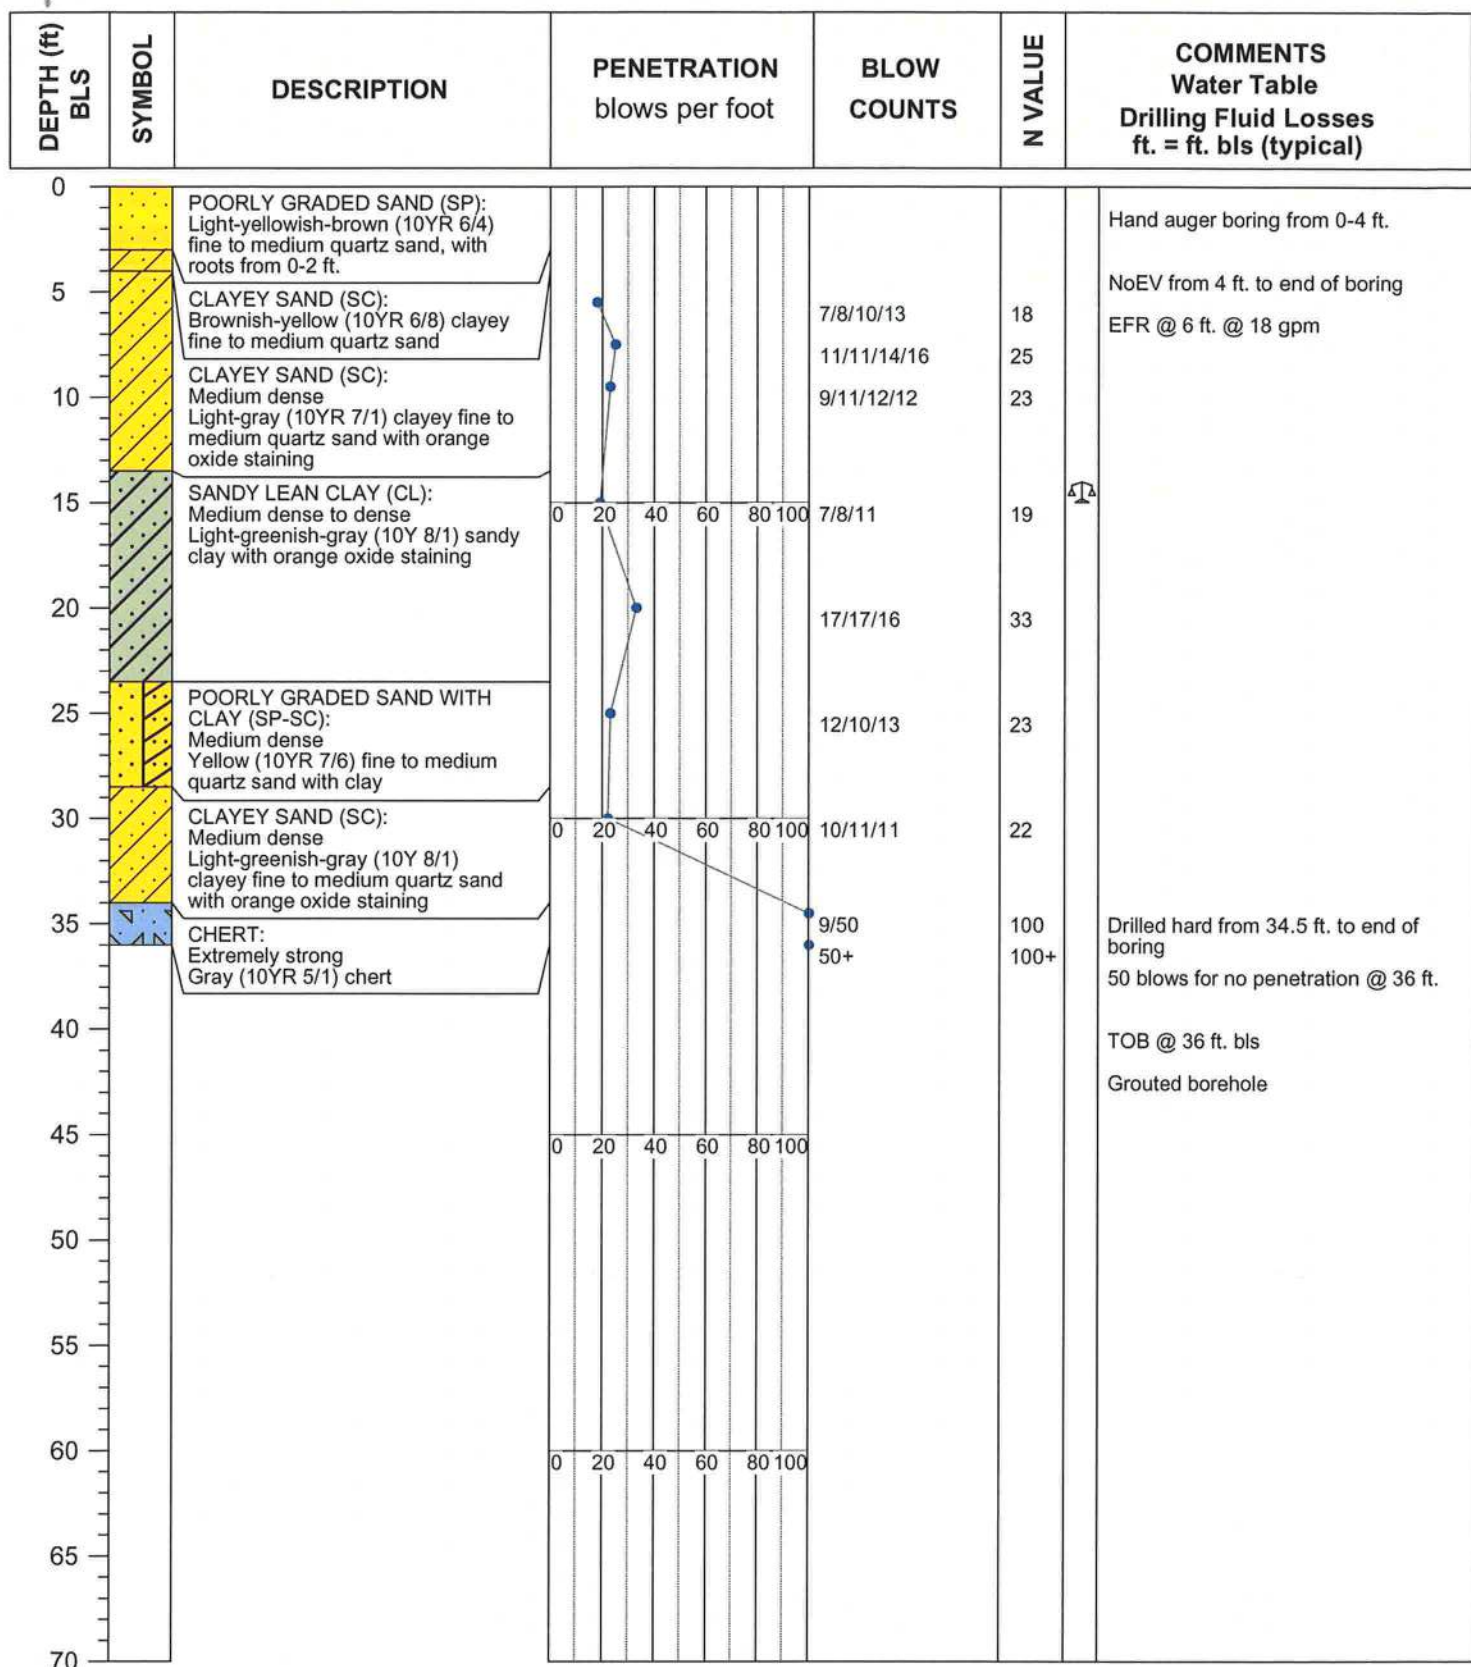 DEPTH (ft)
BLS
SYMBOL
DESCRIPTION
PENETRATION
blows per foot
BLOW
COUNTS
N VALUE
COMMENTS
Water Table
Drilling Fluid Losses
ft. = ft. bls (typical)
0
5
10
15
20
25
30
35
40
45
50
55
60
65
70
POORLY GRADED SAND (SP):
Light-yellowish-brown (10YR 6/4)
fine to medium quartz sand, with
roots from 0-2 ft.
CLAYEY SAND (SC):
Brownish-yellow (10YR 6/8) clayey
fine to medium quartz sand
CLAYEY SAND (SC):
Medium dense
Light-gray (10YR 7/1) clayey fine to
medium quartz sand with orange
oxide staining
SANDY LEAN CLAY (CL):
Medium dense to dense
Light-greenish-gray (10Y 8/1) sandy
clay with orange oxide staining
POORLY GRADED SAND WITH
CLAY (SP-SC):
Medium dense
Yellow (10YR 7/6) fine to medium
quartz sand with clay
CLAYEY SAND (SC):
Medium dense
Light-greenish-gray (10Y 8/1)
clayey fine to medium quartz sand
with orange oxide staining
CHERT:
Extremely strong
Gray (10YR 5/1) chert
0 20 40 60 80 100
0 20 40 60 80 100
0 20 40 60 80 100
0 20 40 60 80 100
7/8/10/13 18
11/11/14/16 25
9/11/12/12 23
7/8/11 19
17/17/16 33
12/10/13 23
10/11/11 22
9/50 100
50+ 100+
Hand auger boring from 0-4 ft.
NoEV from 4 ft. to end of boring
EFR @ 6 ft. @ 18 gpm
Drilled hard from 34.5 ft. to end of
boring
50 blows for no penetration @ 36 ft.
TOB @ 36 ft. bls
Grouted borehole